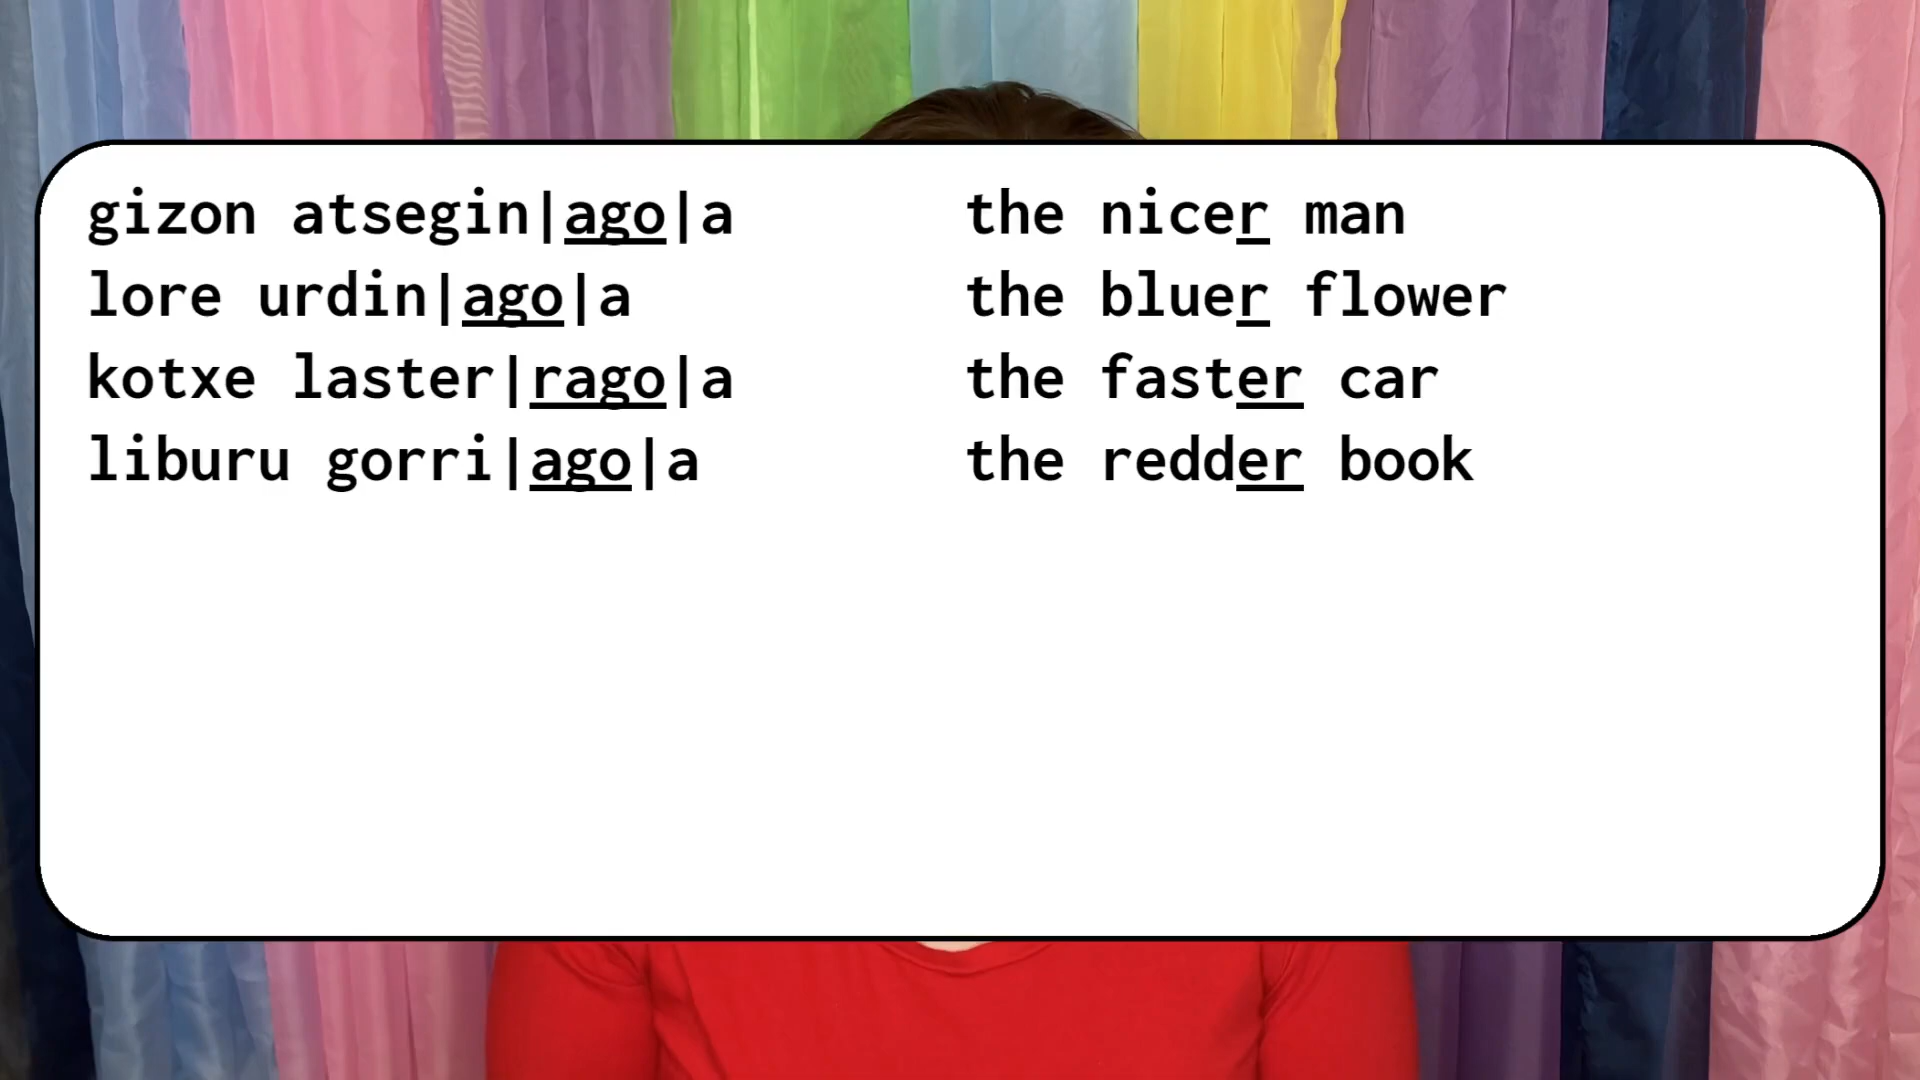 gizon atsegin|ago|a the nicer man
lore urdin|ago|a the bluer flower
kotxe laster|rago|a the faster car
liburu gorri|ago|a the redder book